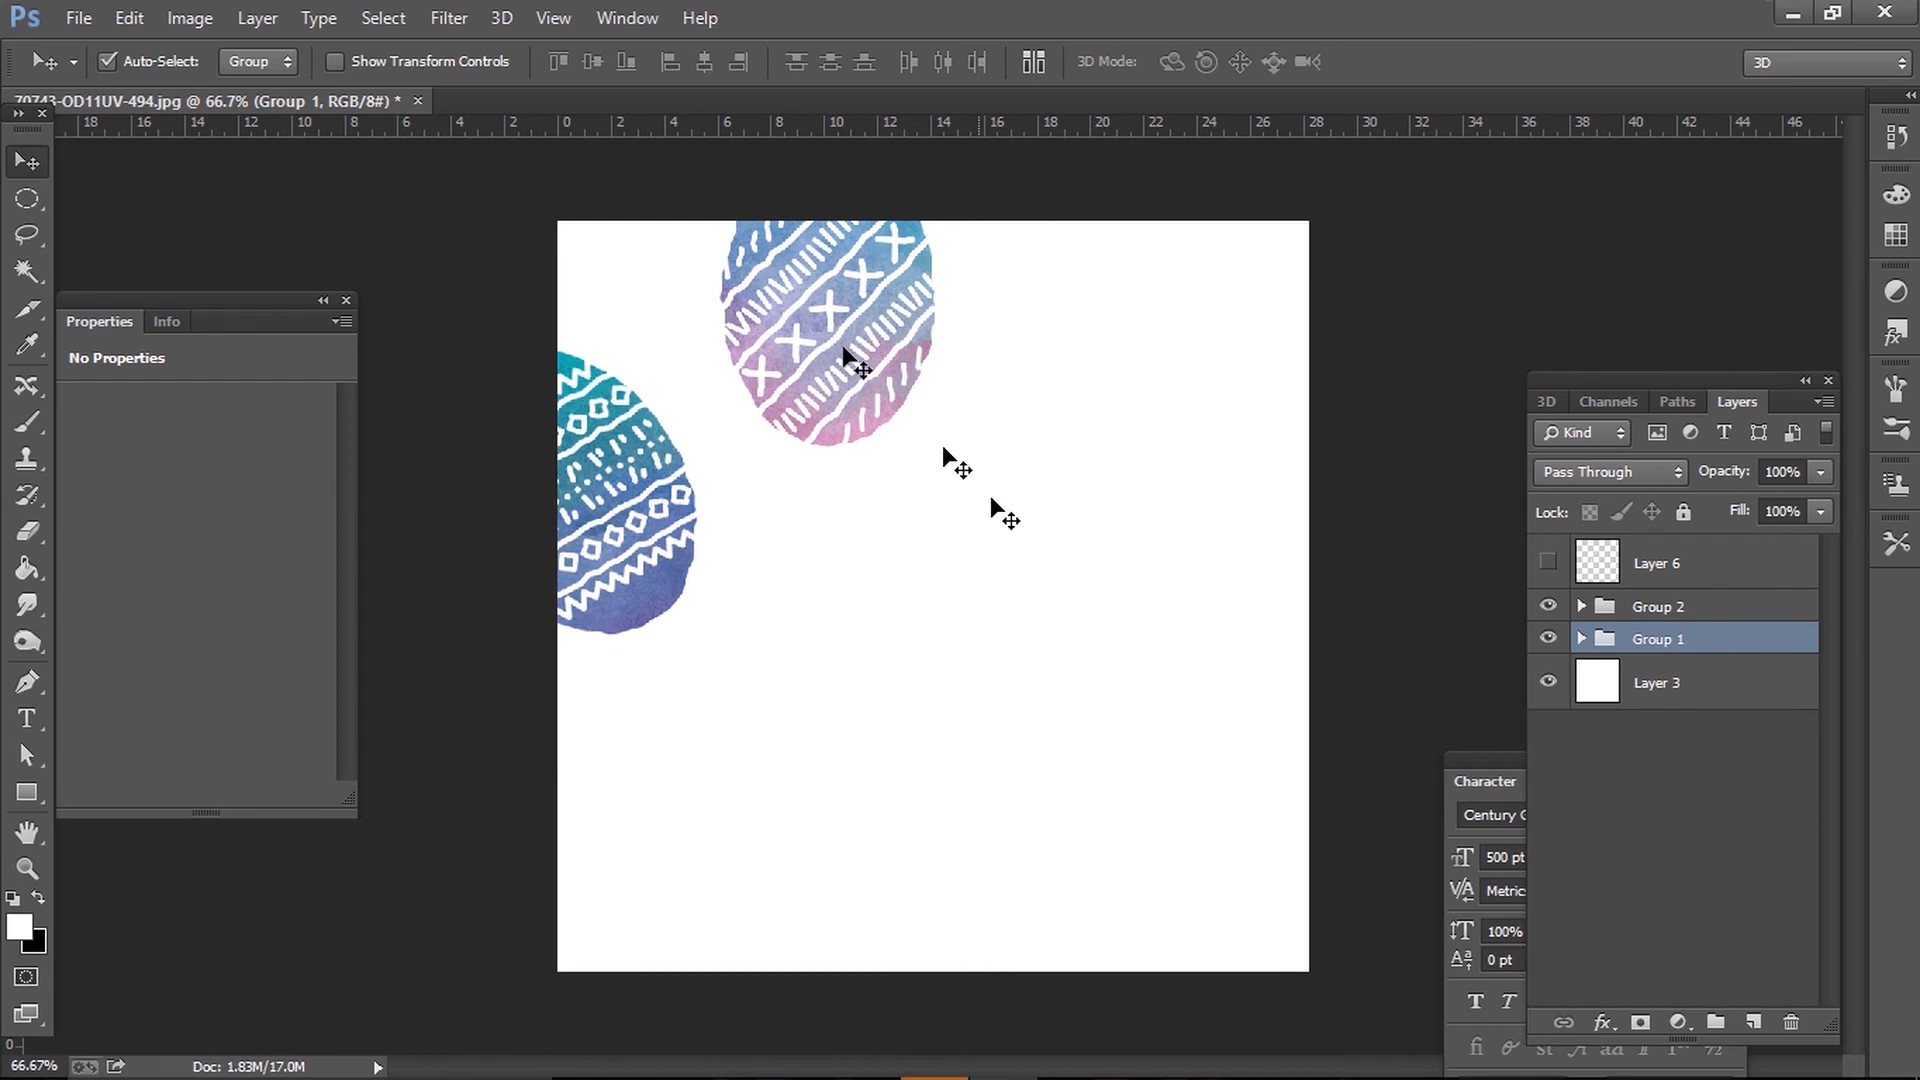 Ps File Edit Image Layer Type Select Filter 3D View Window Help
Auto-Select: Group Show Transform Controls 3D Mode: 3D
70743-OD11UV-494.jpg @ 66.7% (Group 1, RGB/8#) * ×
18 16 14 12 10 8 6 4 2 0 2 4 6 8 10 12 14 16 18 20 22 24 26 28 30 32 34 36 38 40 42 44 46
Properties Info
No Properties
3D Channels Paths Layers
Kind
Pass Through Opacity: 100%
Lock: Fill: 100%
Layer 6
Group 2
Group 1
Layer 3
Character
Century
500 pt
Metric
100%
0 pt
T T
fi st aa
0
66.67% Doc: 1.83M/17.0M